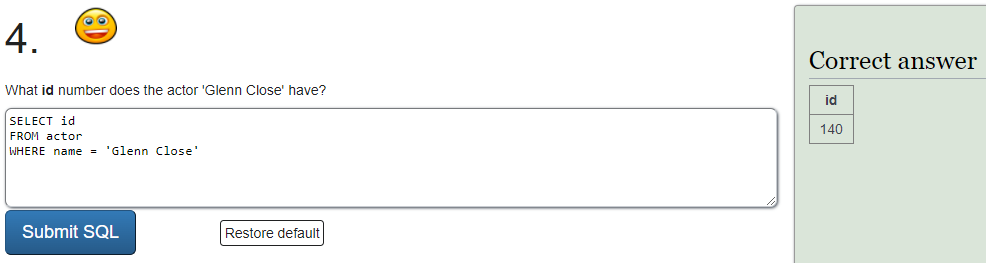 4.
What id number does the actor 'Glenn Close' have?
SELECT id
FROM actor
WHERE name = 'Glenn Close'
Submit SQL
Restore default
Correct answer
id
140